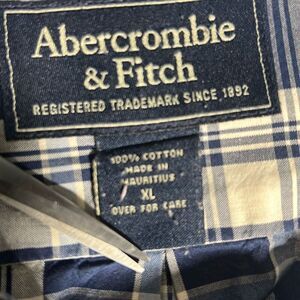 Abercrombie
& Fitch
REGISTERED TRADEMARK SINCE 1892
100% COTTON
MADE IN
MAURITIUS
XL
OVER FOR CARE